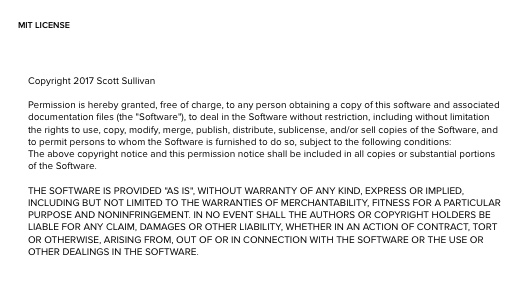 MIT LICENSE
Copyright 2017 Scott Sullivan
Permission is hereby granted, free of charge, to any person obtaining a copy of this software and associated
documentation files (the "Software"), to deal in the Software without restriction, including without limitation
the rights to use, copy, modify, merge, publish, distribute, sublicense, and/or sell copies of the Software, and
to permit persons to whom the Software is furnished to do so, subject to the following conditions:
The above copyright notice and this permission notice shall be included in all copies or substantial portions
of the Software.
THE SOFTWARE IS PROVIDED "AS IS", WITHOUT WARRANTY OF ANY KIND, EXPRESS OR IMPLIED,
INCLUDING BUT NOT LIMITED TO THE WARRANTIES OF MERCHANTABILITY, FITNESS FOR A PARTICULAR
PURPOSE AND NONINFRINGEMENT. IN NO EVENT SHALL THE AUTHORS OR COPYRIGHT HOLDERS BE
LIABLE FOR ANY CLAIM, DAMAGES OR OTHER LIABILITY, WHETHER IN AN ACTION OF CONTRACT, TORT
OR OTHERWISE, ARISING FROM, OUT OF OR IN CONNECTION WITH THE SOFTWARE OR THE USE OR
OTHER DEALINGS IN THE SOFTWARE.